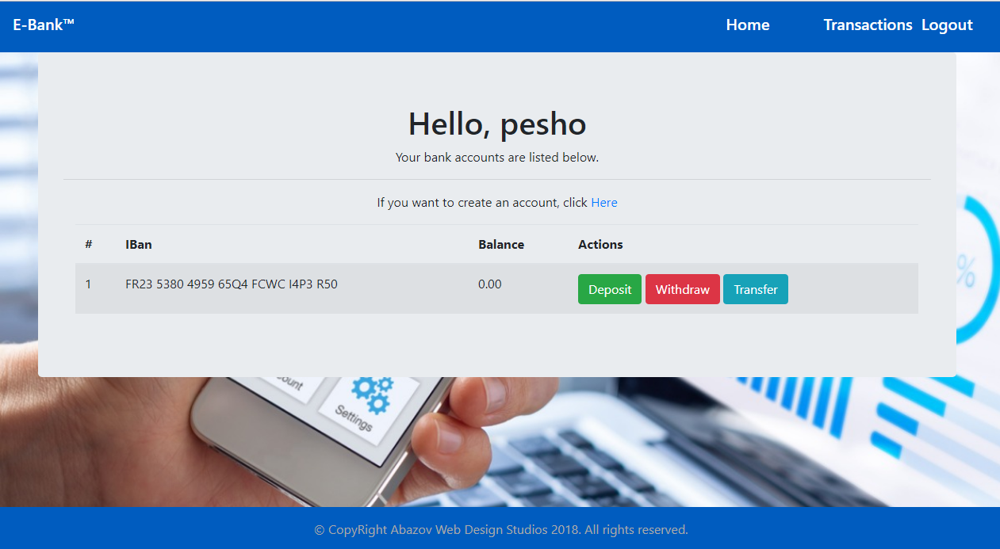 E-Bank™ Home Transactions Logout
Hello, pesho
Your bank accounts are listed below.
If you want to create an account, click Here
# IBan Balance Actions
1 FR23 5380 4959 65Q4 FCWC I4P3 R50 0.00 Deposit Withdraw Transfer
%
Settings
© CopyRight Abazov Web Design Studios 2018. All rights reserved.